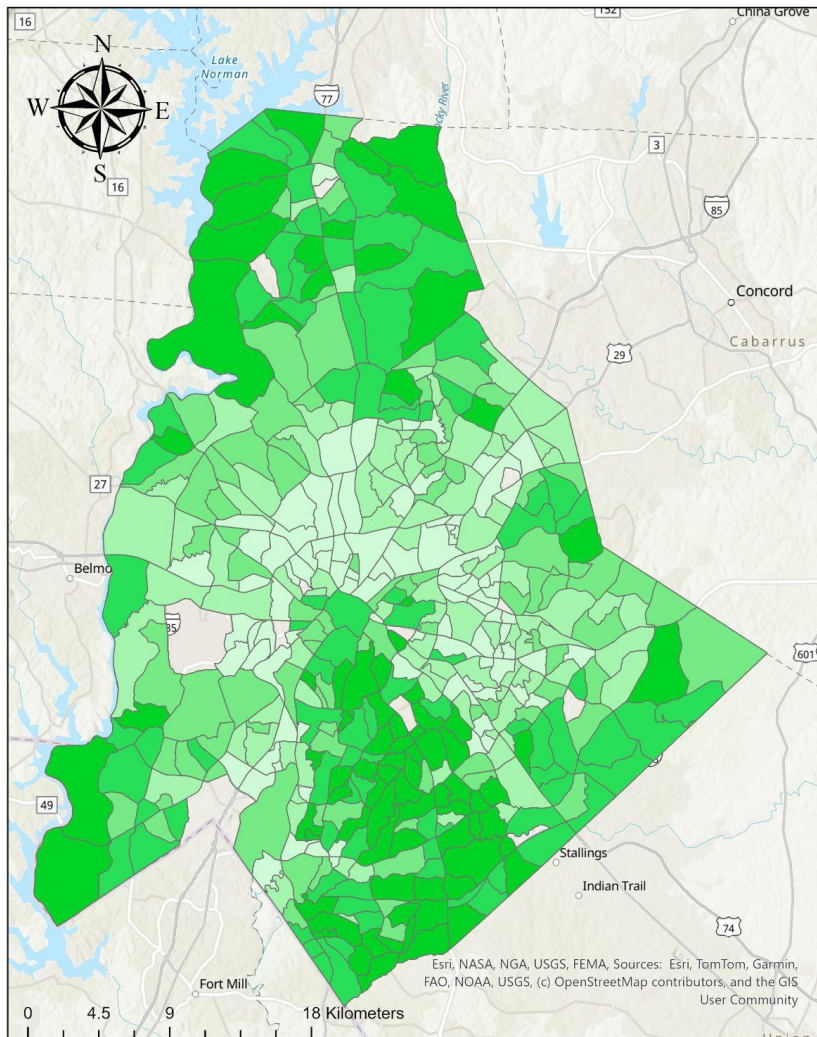 152
China Grove
16
N
Lake
Norman
77
W
E
S
16
3
85
Concord
Cabarrus
29
27
Belmo
85
601
49
Stallings
Indian Trail
74
Fort Mill
Esri, NASA, NGA, USGS, FEMA, Sources: Esri, TomTom, Garmin,
FAO, NOAA, USGS, (c) OpenStreetMap contributors, and the GIS
User Community
0 4.5 9 18 Kilometers